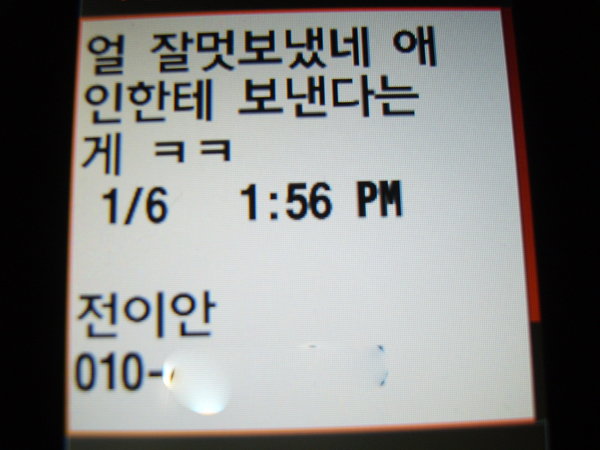 얼 잘멋보냈네 애
인한테 보낸다는
게 ㅋㅋ
1/6 1:56 PM
전이안
010-